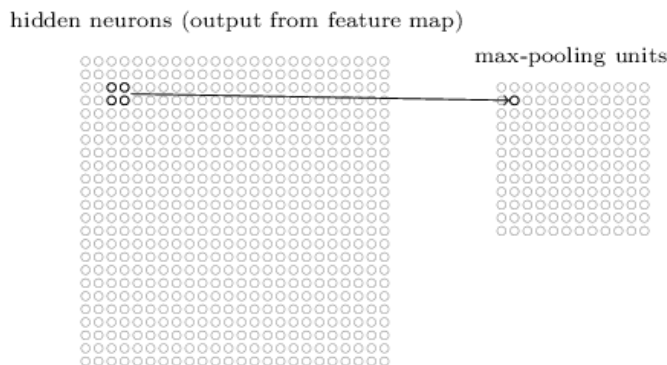 hidden neurons (output from feature map)
max-pooling units